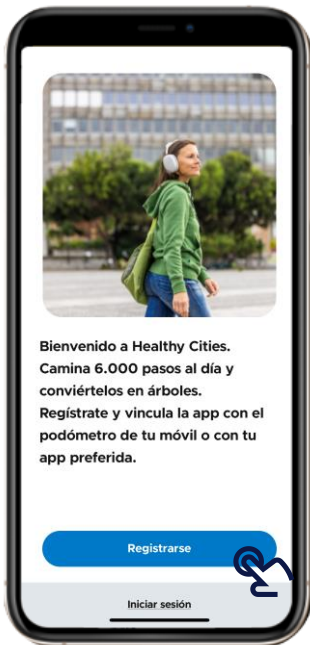 Bienvenido a Healthy Cities.
Camina 6.000 pasos al día y
conviértelos en árboles.
Regístrate y vincula la app con el
podómetro de tu móvil o con tu
app preferida.
Registrarse
Iniciar sesión